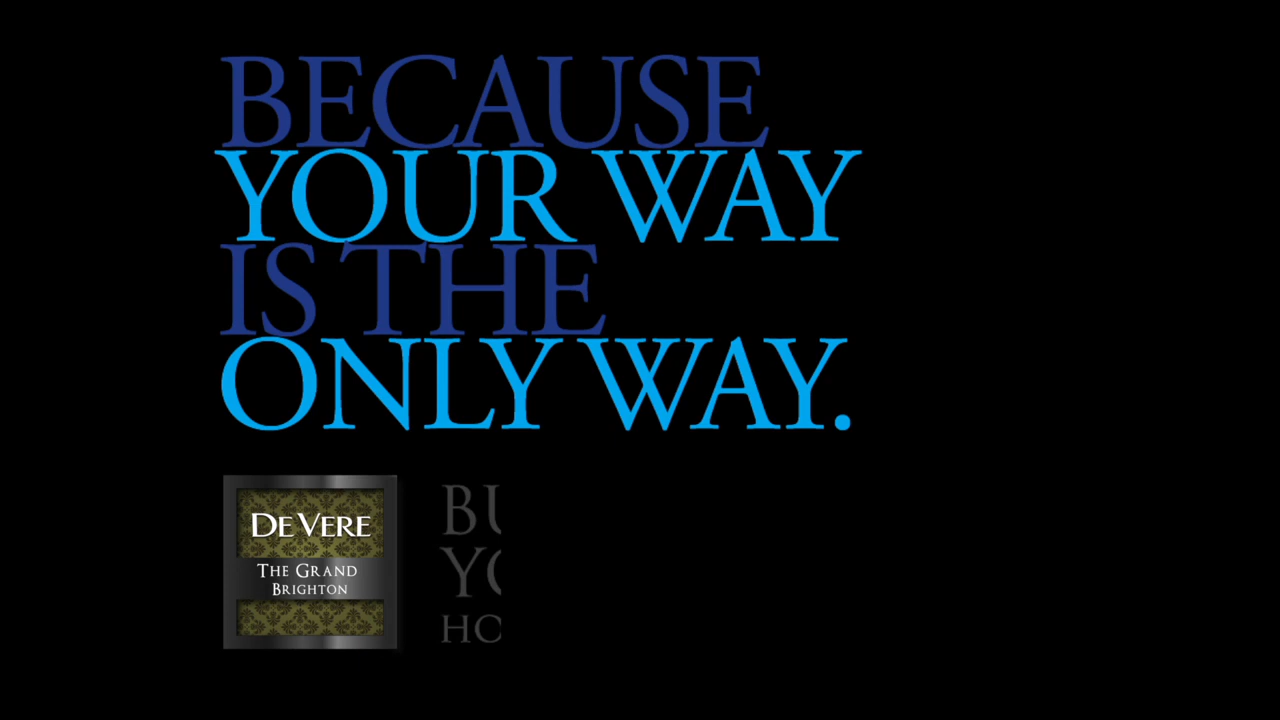 BECAUSE
YOUR WAY
IS THE
ONLY WAY.
DE VERE
THE GRAND
BRIGHTON